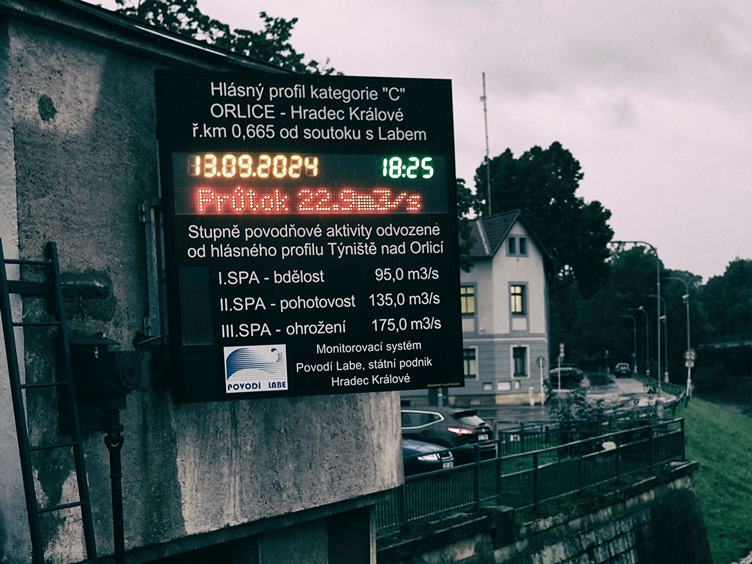 Hlásný profil kategorie "C"
ORLICE - Hradec Králové
ř.km 0,665 od soutoku s Labem
13.09.2024 18:25
Průtok 22.9m3/s
Stupně povodňové aktivity odvozené
od hlásného profilu Týniště nad Orlicí
I.SPA - bdělost 95,0 m3/s
II.SPA - pohotovost 135,0 m3/s
III.SPA - ohrožení 175,0 m3/s
Monitorovací systém
Povodí Labe, státní podnik
Hradec Králové
POVODÍ LABE